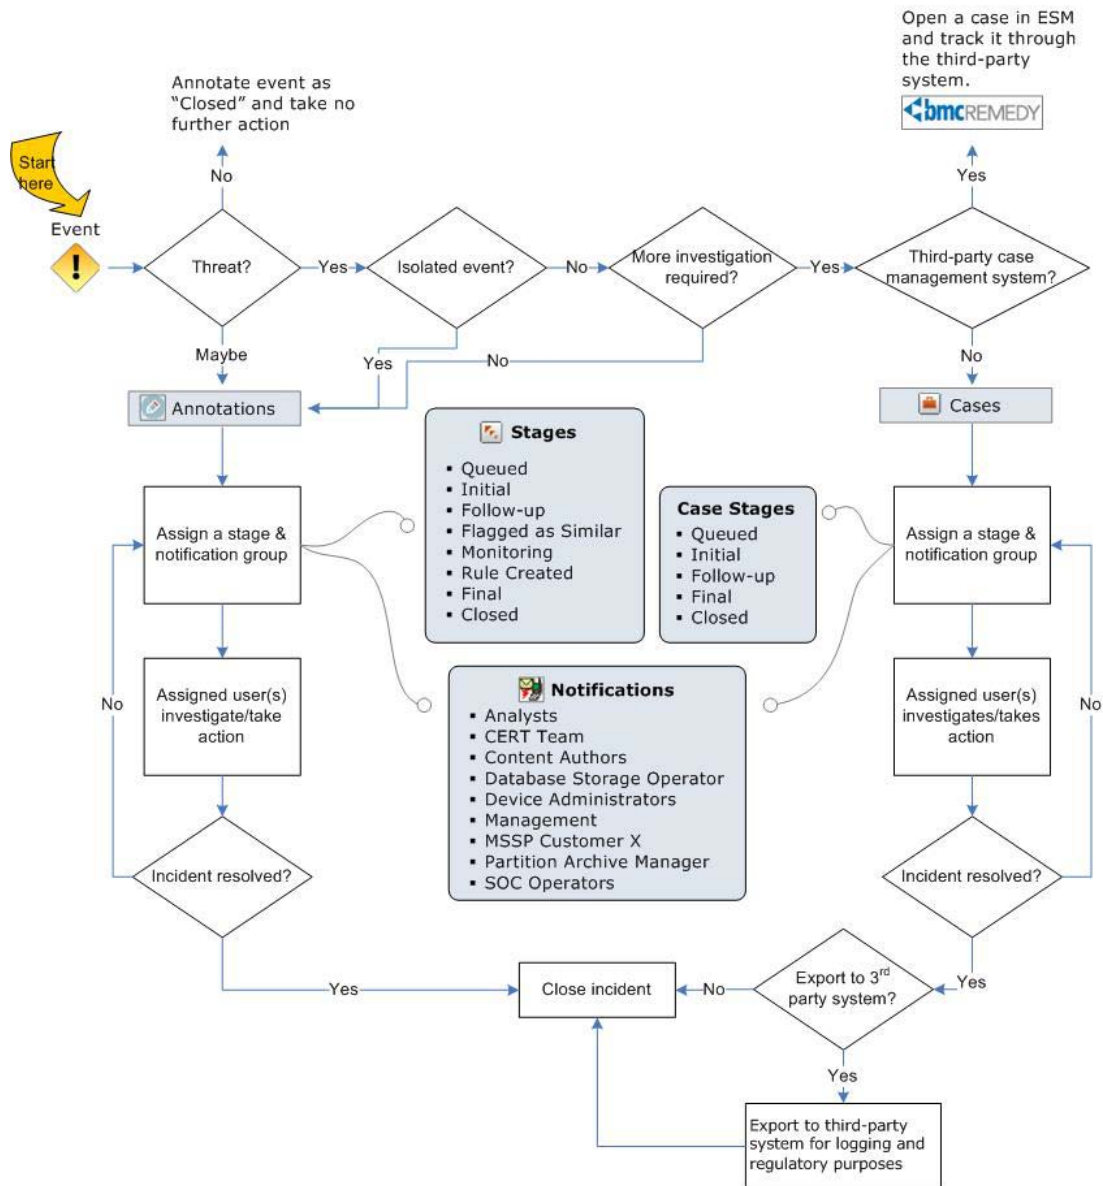 Open a case in ESM
and track it through
the third-party
system.
bmcREMEDY
Annotate event as
“Closed” and take no
further action
Start
here
Event
No
Yes
Threat?
Yes
Isolated event?
No
More investigation
required?
Yes
Third-party case
management system?
Maybe
Yes
No
No
Annotations
Cases
Stages
▪ Queued
▪ Initial
▪ Follow-up
▪ Flagged as Similar
▪ Monitoring
▪ Rule Created
▪ Final
▪ Closed
Case Stages
▪ Queued
▪ Initial
▪ Follow-up
▪ Final
▪ Closed
Assign a stage &
notification group
Assign a stage &
notification group
Notifications
▪ Analysts
▪ CERT Team
▪ Content Authors
▪ Database Storage Operator
▪ Device Administrators
▪ Management
▪ MSSP Customer X
▪ Partition Archive Manager
▪ SOC Operators
No
Assigned user(s)
investigate/take
action
Assigned user(s)
investigates/takes
action
No
Incident resolved?
Incident resolved?
Yes
Close incident
No
Export to 3rd
party system?
Yes
Yes
Export to third-party
system for logging and
regulatory purposes